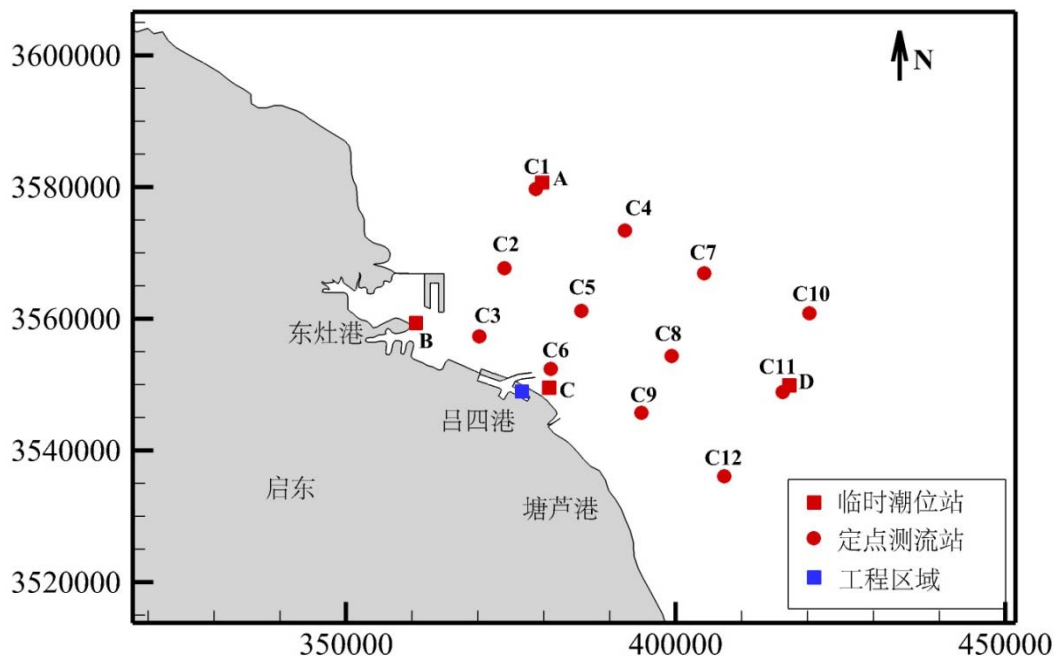 3600000
N
C1
A
3580000
C4
C2
C7
C5
C10
3560000
C3
东灶港
B
C6
C8
C11
D
C
C9
吕四港
3540000
C12
启东
塘芦港
临时潮位站
定点测流站
工程区域
3520000
350000
400000
450000